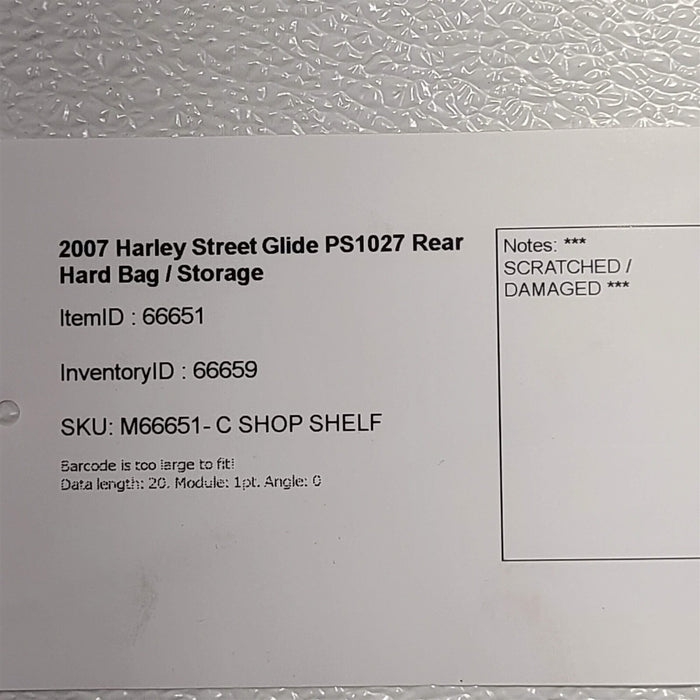 2007 Harley Street Glide PS1027 Rear
Hard Bag / Storage
ItemID : 66651
InventoryID : 66659
SKU: M66651- C SHOP SHELF
Barcode is too large to fit!
Data length: 20. Module: 1pt. Angle: 0
Notes: ***
SCRATCHED /
DAMAGED ***